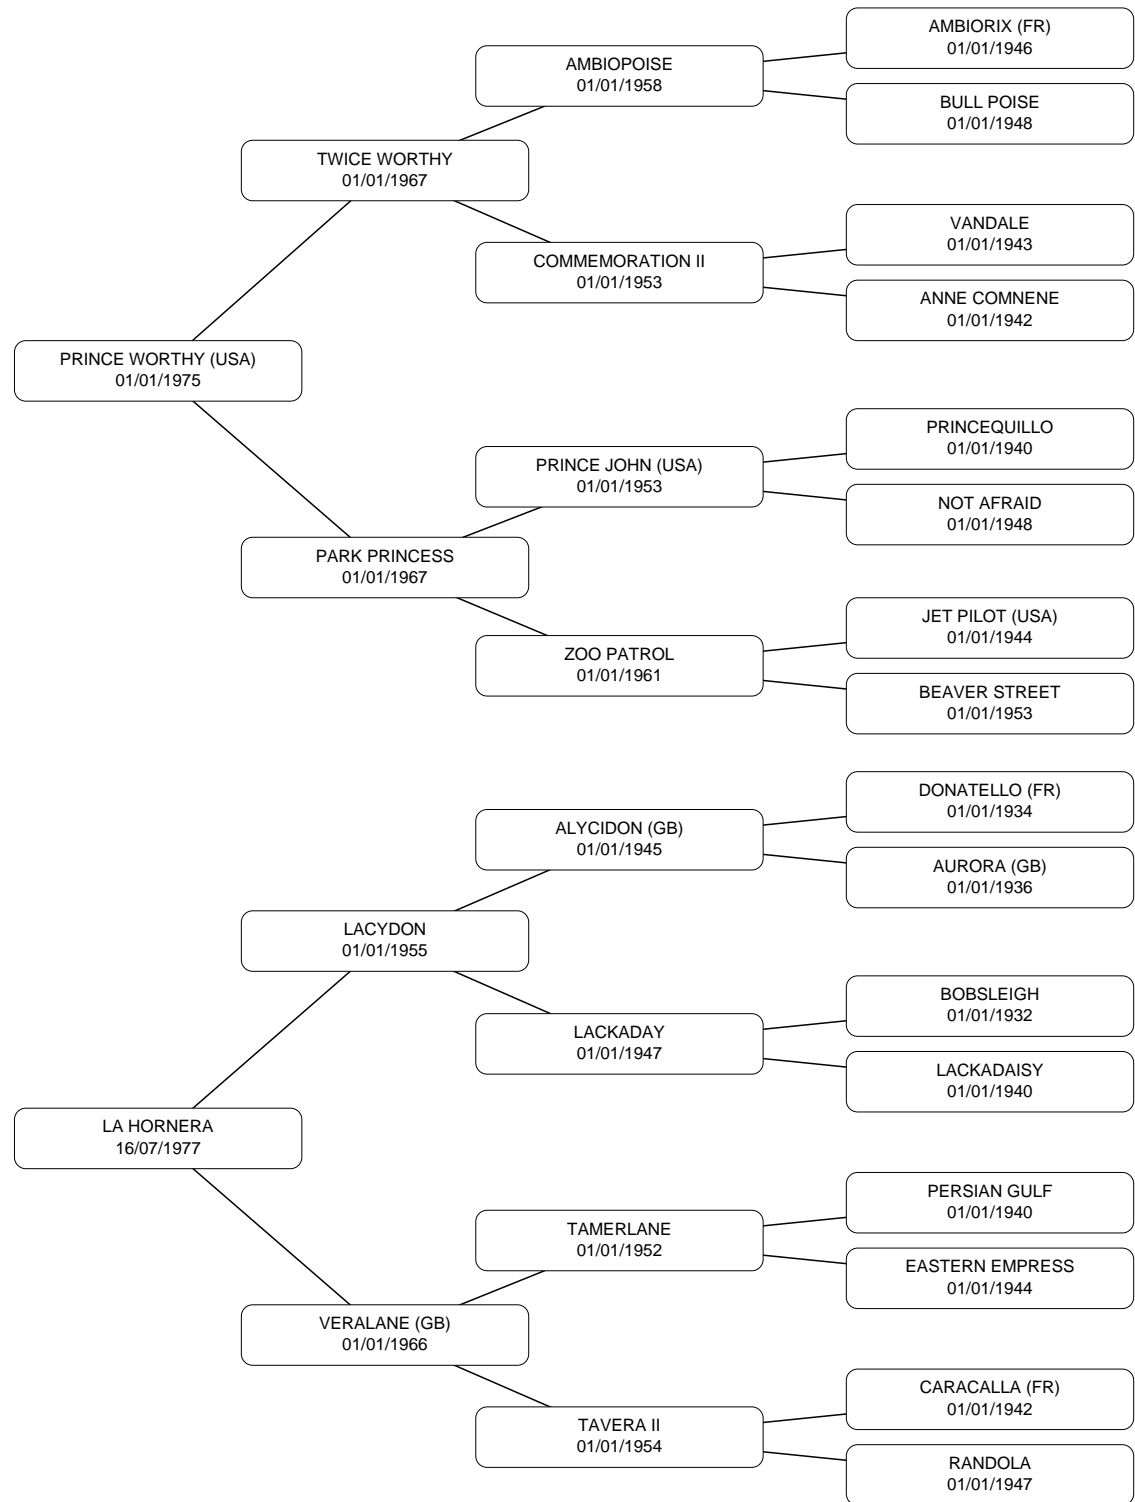 AMBIORIX (FR)
01/01/1946
AMBIOPOISE
01/01/1958
BULL POISE
01/01/1948
TWICE WORTHY
01/01/1967
VANDALE
01/01/1943
COMMEMORATION II
01/01/1953
ANNE COMNENE
01/01/1942
PRINCE WORTHY (USA)
01/01/1975
PRINCEQUILLO
01/01/1940
PRINCE JOHN (USA)
01/01/1953
NOT AFRAID
01/01/1948
PARK PRINCESS
01/01/1967
JET PILOT (USA)
01/01/1944
ZOO PATROL
01/01/1961
BEAVER STREET
01/01/1953
DONATELLO (FR)
01/01/1934
ALYCIDON (GB)
01/01/1945
AURORA (GB)
01/01/1936
LACYDON
01/01/1955
BOBSLEIGH
01/01/1932
LACKADAY
01/01/1947
LACKADAISY
01/01/1940
LA HORNERA
16/07/1977
PERSIAN GULF
01/01/1940
TAMERLANE
01/01/1952
EASTERN EMPRESS
01/01/1944
VERALANE (GB)
01/01/1966
CARACALLA (FR)
01/01/1942
TAVERA II
01/01/1954
RANDOLA
01/01/1947